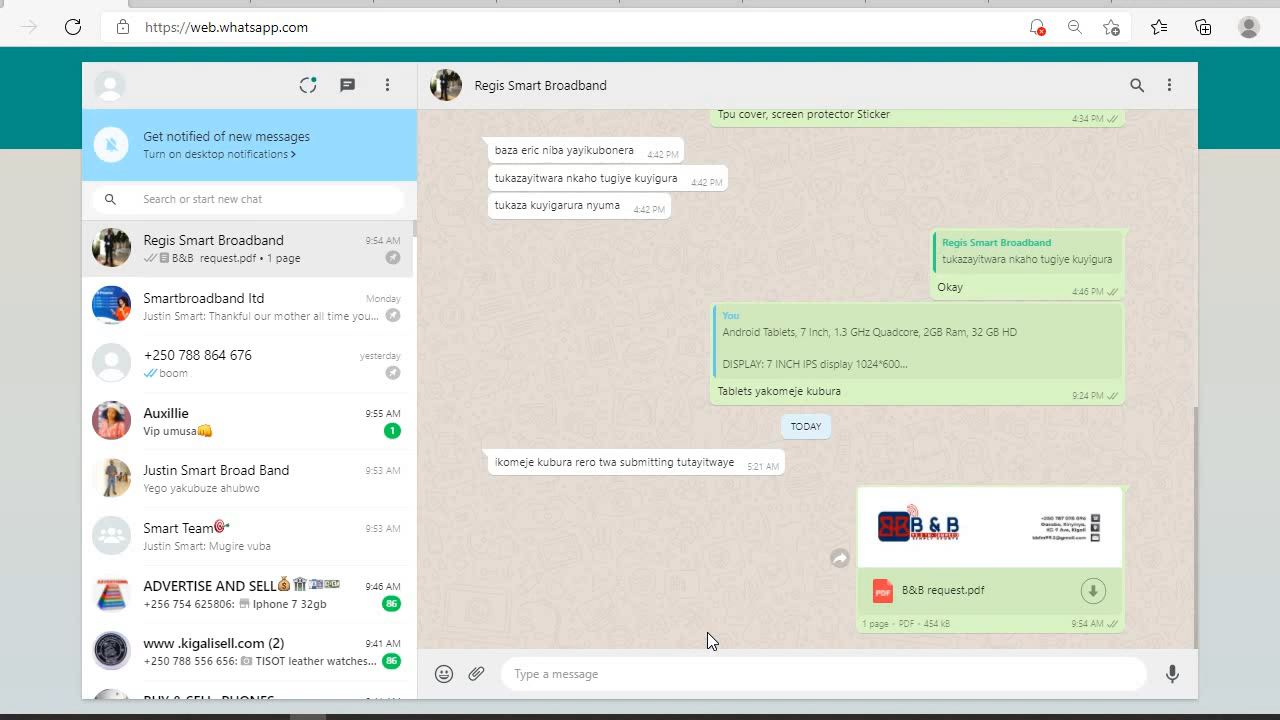 https://web.whatsapp.com
Get notified of new messages
Turn on desktop notifications >
Search or start new chat
Regis Smart Broadband
9:54 AM
B&B request.pdf • 1 page
Smartbroadband ltd
Monday
Justin Smart: Thankful our mother all time you...
+250 788 864 676
yesterday
boom
Auxillie
9:55 AM
Vip umusa👊
1
Justin Smart Broad Band
9:53 AM
Yego yakubuze ahubwo
Smart Team🎯
9:53 AM
Justin Smart: Mugire vuba
ADVERTISE AND SELL
9:46 AM
+256 754 625806: Iphone 7 32gb
86
www .kigalisell.com (2)
9:41 AM
+250 788 556 656: TISOT leather watches...
86
Regis Smart Broadband
Tpu cover, screen protector Sticker
4:34 PM
baza eric niba yayikubonera
4:42 PM
tukazayitwara nkaho tugiye kuyigura
4:42 PM
tukaza kuyigarura nyuma
4:42 PM
Regis Smart Broadband
tukazayitwara nkaho tugiye kuyigura
Okay
4:46 PM
You
Android Tablets, 7 Inch, 1.3 GHz Quadcore, 2GB Ram, 32 GB HD
DISPLAY: 7 INCH IPS display 1024*600...
Tablets yakomeje kubura
9:24 PM
TODAY
ikomeje kubura rero twa submitting tutayitwaye
5:21 AM
B & B
PDF
B&B request.pdf
1 page • PDF • 454 kB
9:54 AM
Type a message